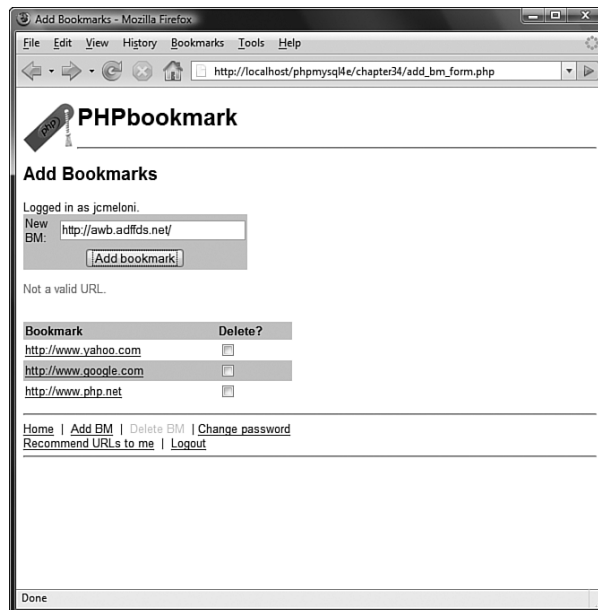 Add Bookmarks - Mozilla Firefox
File Edit View History Bookmarks Tools Help
http://localhost/phpmysql4e/chapter34/add_bm_form.php
php
PHPbookmark
Add Bookmarks
Logged in as jcmeloni.
New BM: http://awb.adffds.net/
Add bookmark
Not a valid URL.
Bookmark Delete?
http://www.yahoo.com
http://www.google.com
http://www.php.net
Home | Add BM | Delete BM | Change password
Recommend URLs to me | Logout
Done